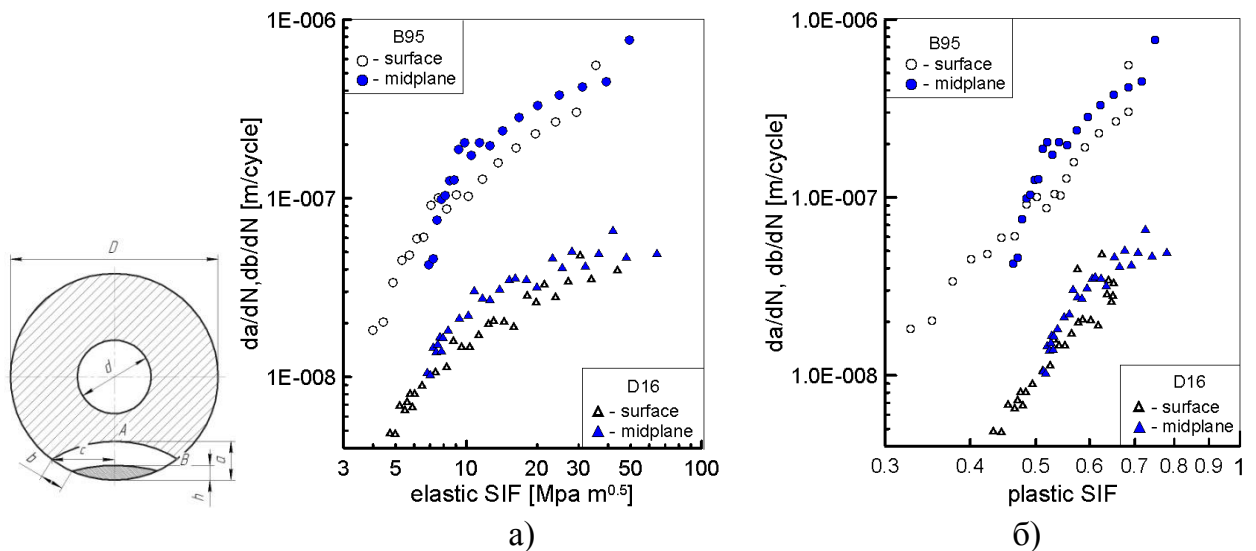 D
d
A
c
B
b
a
h
1E-006
1E-007
1E-008
da/dN,db/dN [m/cycle]
B95
- surface
- midplane
D16
- surface
- midplane
3 5 10 20 30 50 100
elastic SIF [Mpa m^0.5]
а)
1.0E-006
1.0E-007
1.0E-008
da/dN, db/dN [m/cycle]
B95
- surface
- midplane
D16
- surface
- midplane
0.3 0.4 0.5 0.6 0.7 0.8 0.9 1
plastic SIF
б)